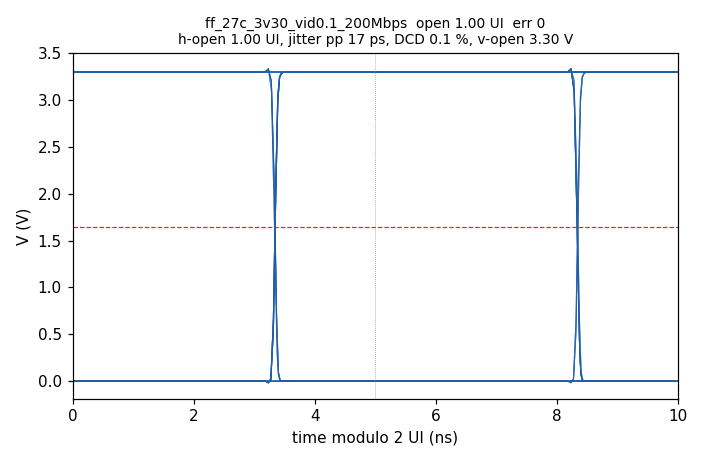 ff_27c_3v30_vid0.1_200Mbps  open 1.00 UI  err 0
h-open 1.00 UI, jitter pp 17 ps, DCD 0.1 %, v-open 3.30 V
3.5
3.0
2.5
2.0
1.5
1.0
0.5
0.0
V (V)
0 2 4 6 8 10
time modulo 2 UI (ns)